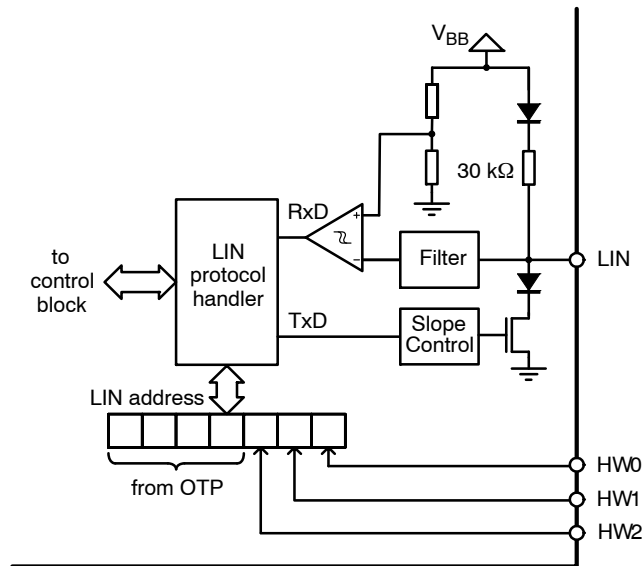 VBB
30 kΩ
RxD
+
−
LIN
protocol
handler
to
control
block
Filter
LIN
TxD
Slope
Control
LIN address
from OTP
HW0
HW1
HW2